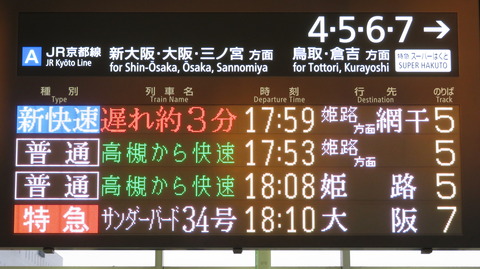 4・5・6・7→
A JR京都線 新大阪・大阪・三ノ宮 方面 鳥取・倉吉 方面 特急 スーパーはくと
JR Kyōto Line for Shin-Ōsaka, Ōsaka, Sannomiya for Tottori, Kurayoshi SUPER HAKUTO
種別 列車名 時刻 行先 のりば
Type Train Name Departure Time Destination Track
新快速 遅れ約3分 17:59 姫路方面 網干 5
普通 高槻から快速 17:53 姫路方面 5
普通 高槻から快速 18:08 姫路 5
特急 サンダーバード 34号 18:10 大阪 7